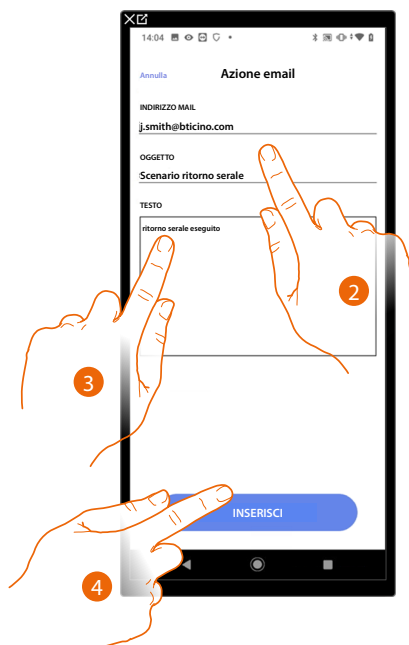 14:04
Annulla
Azione email
INDIRIZZO MAIL
j.smith@bticino.com
OGGETTO
Scenario ritorno serale
TESTO
ritorno serale eseguito
2
3
INSERISCI
4